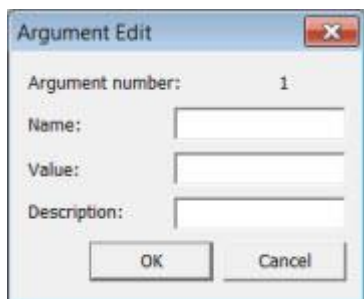 Argument Edit
Argument number: 1
Name:
Value:
Description:
OK Cancel